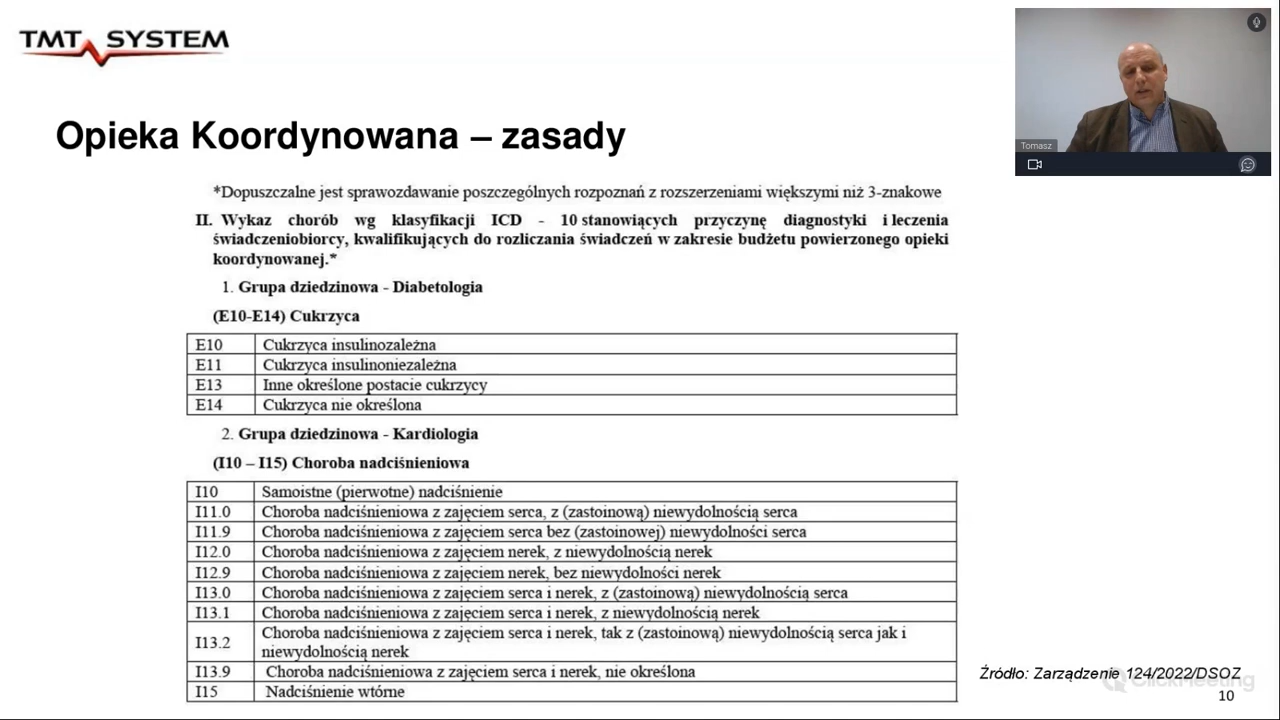 TMT SYSTEM
Tomasz
Opieka Koordynowana – zasady
*Dopuszczalne jest sprawozdawanie poszczególnych rozpoznań z rozszerzeniami większymi niż 3-znakowe
II. Wykaz chorób wg klasyfikacji ICD - 10 stanowiących przyczynę diagnostyki i leczenia
świadczeniobiorcy, kwalifikujących do rozliczania świadczeń w zakresie budżetu powierzonego opieki
koordynowanej.*
1. Grupa dziedzinowa - Diabetologia
(E10-E14) Cukrzyca
E10 Cukrzyca insulinozależna
E11 Cukrzyca insulinoniezależna
E13 Inne określone postacie cukrzycy
E14 Cukrzyca nie określona
2. Grupa dziedzinowa - Kardiologia
(I10 – I15) Choroba nadciśnieniowa
I10 Samoistne (pierwotne) nadciśnienie
I11.0 Choroba nadciśnieniowa z zajęciem serca, z (zastoinową) niewydolnością serca
I11.9 Choroba nadciśnieniowa z zajęciem serca bez (zastoinowej) niewydolności serca
I12.0 Choroba nadciśnieniowa z zajęciem nerek, z niewydolnością nerek
I12.9 Choroba nadciśnieniowa z zajęciem nerek, bez niewydolności nerek
I13.0 Choroba nadciśnieniowa z zajęciem serca i nerek, z (zastoinową) niewydolnością serca
I13.1 Choroba nadciśnieniowa z zajęciem serca i nerek, z niewydolnością nerek
I13.2 Choroba nadciśnieniowa z zajęciem serca i nerek, tak z (zastoinową) niewydolnością serca jak i
niewydolnością nerek
I13.9 Choroba nadciśnieniowa z zajęciem serca i nerek, nie określona
I15 Nadciśnienie wtórne
Źródło: Zarządzenie 124/2022/DSOZ
ClickMeeting
10